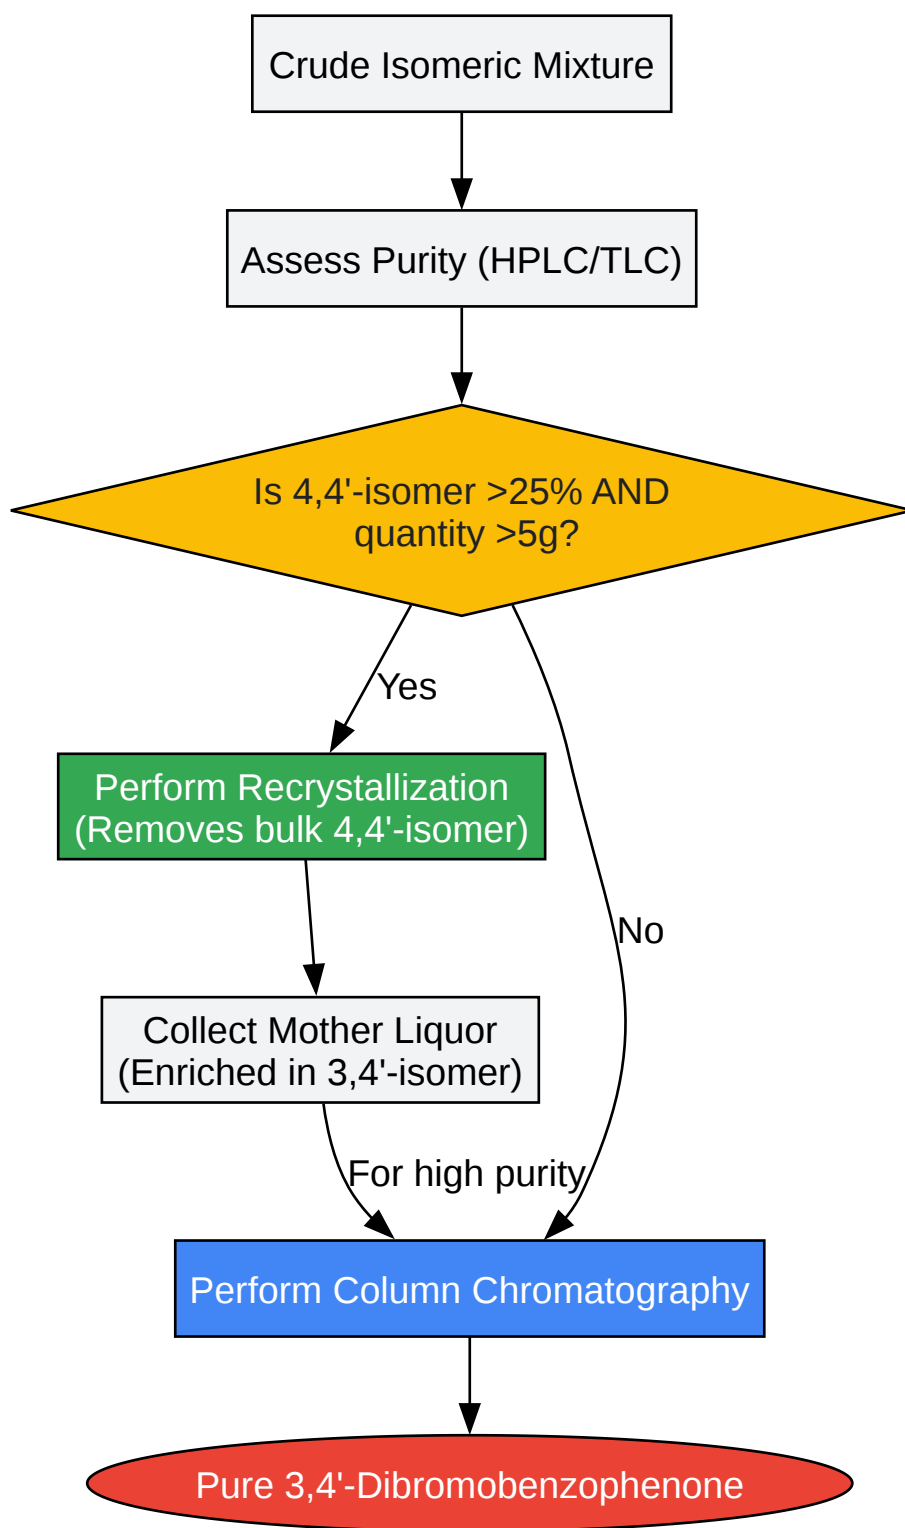 Crude Isomeric Mixture
Assess Purity (HPLC/TLC)
Is 4,4'-isomer >25% AND
quantity >5g?
Yes
Perform Recrystallization
(Removes bulk 4,4'-isomer)
No
Collect Mother Liquor
(Enriched in 3,4'-isomer)
For high purity
Perform Column Chromatography
Pure 3,4'-Dibromobenzophenone